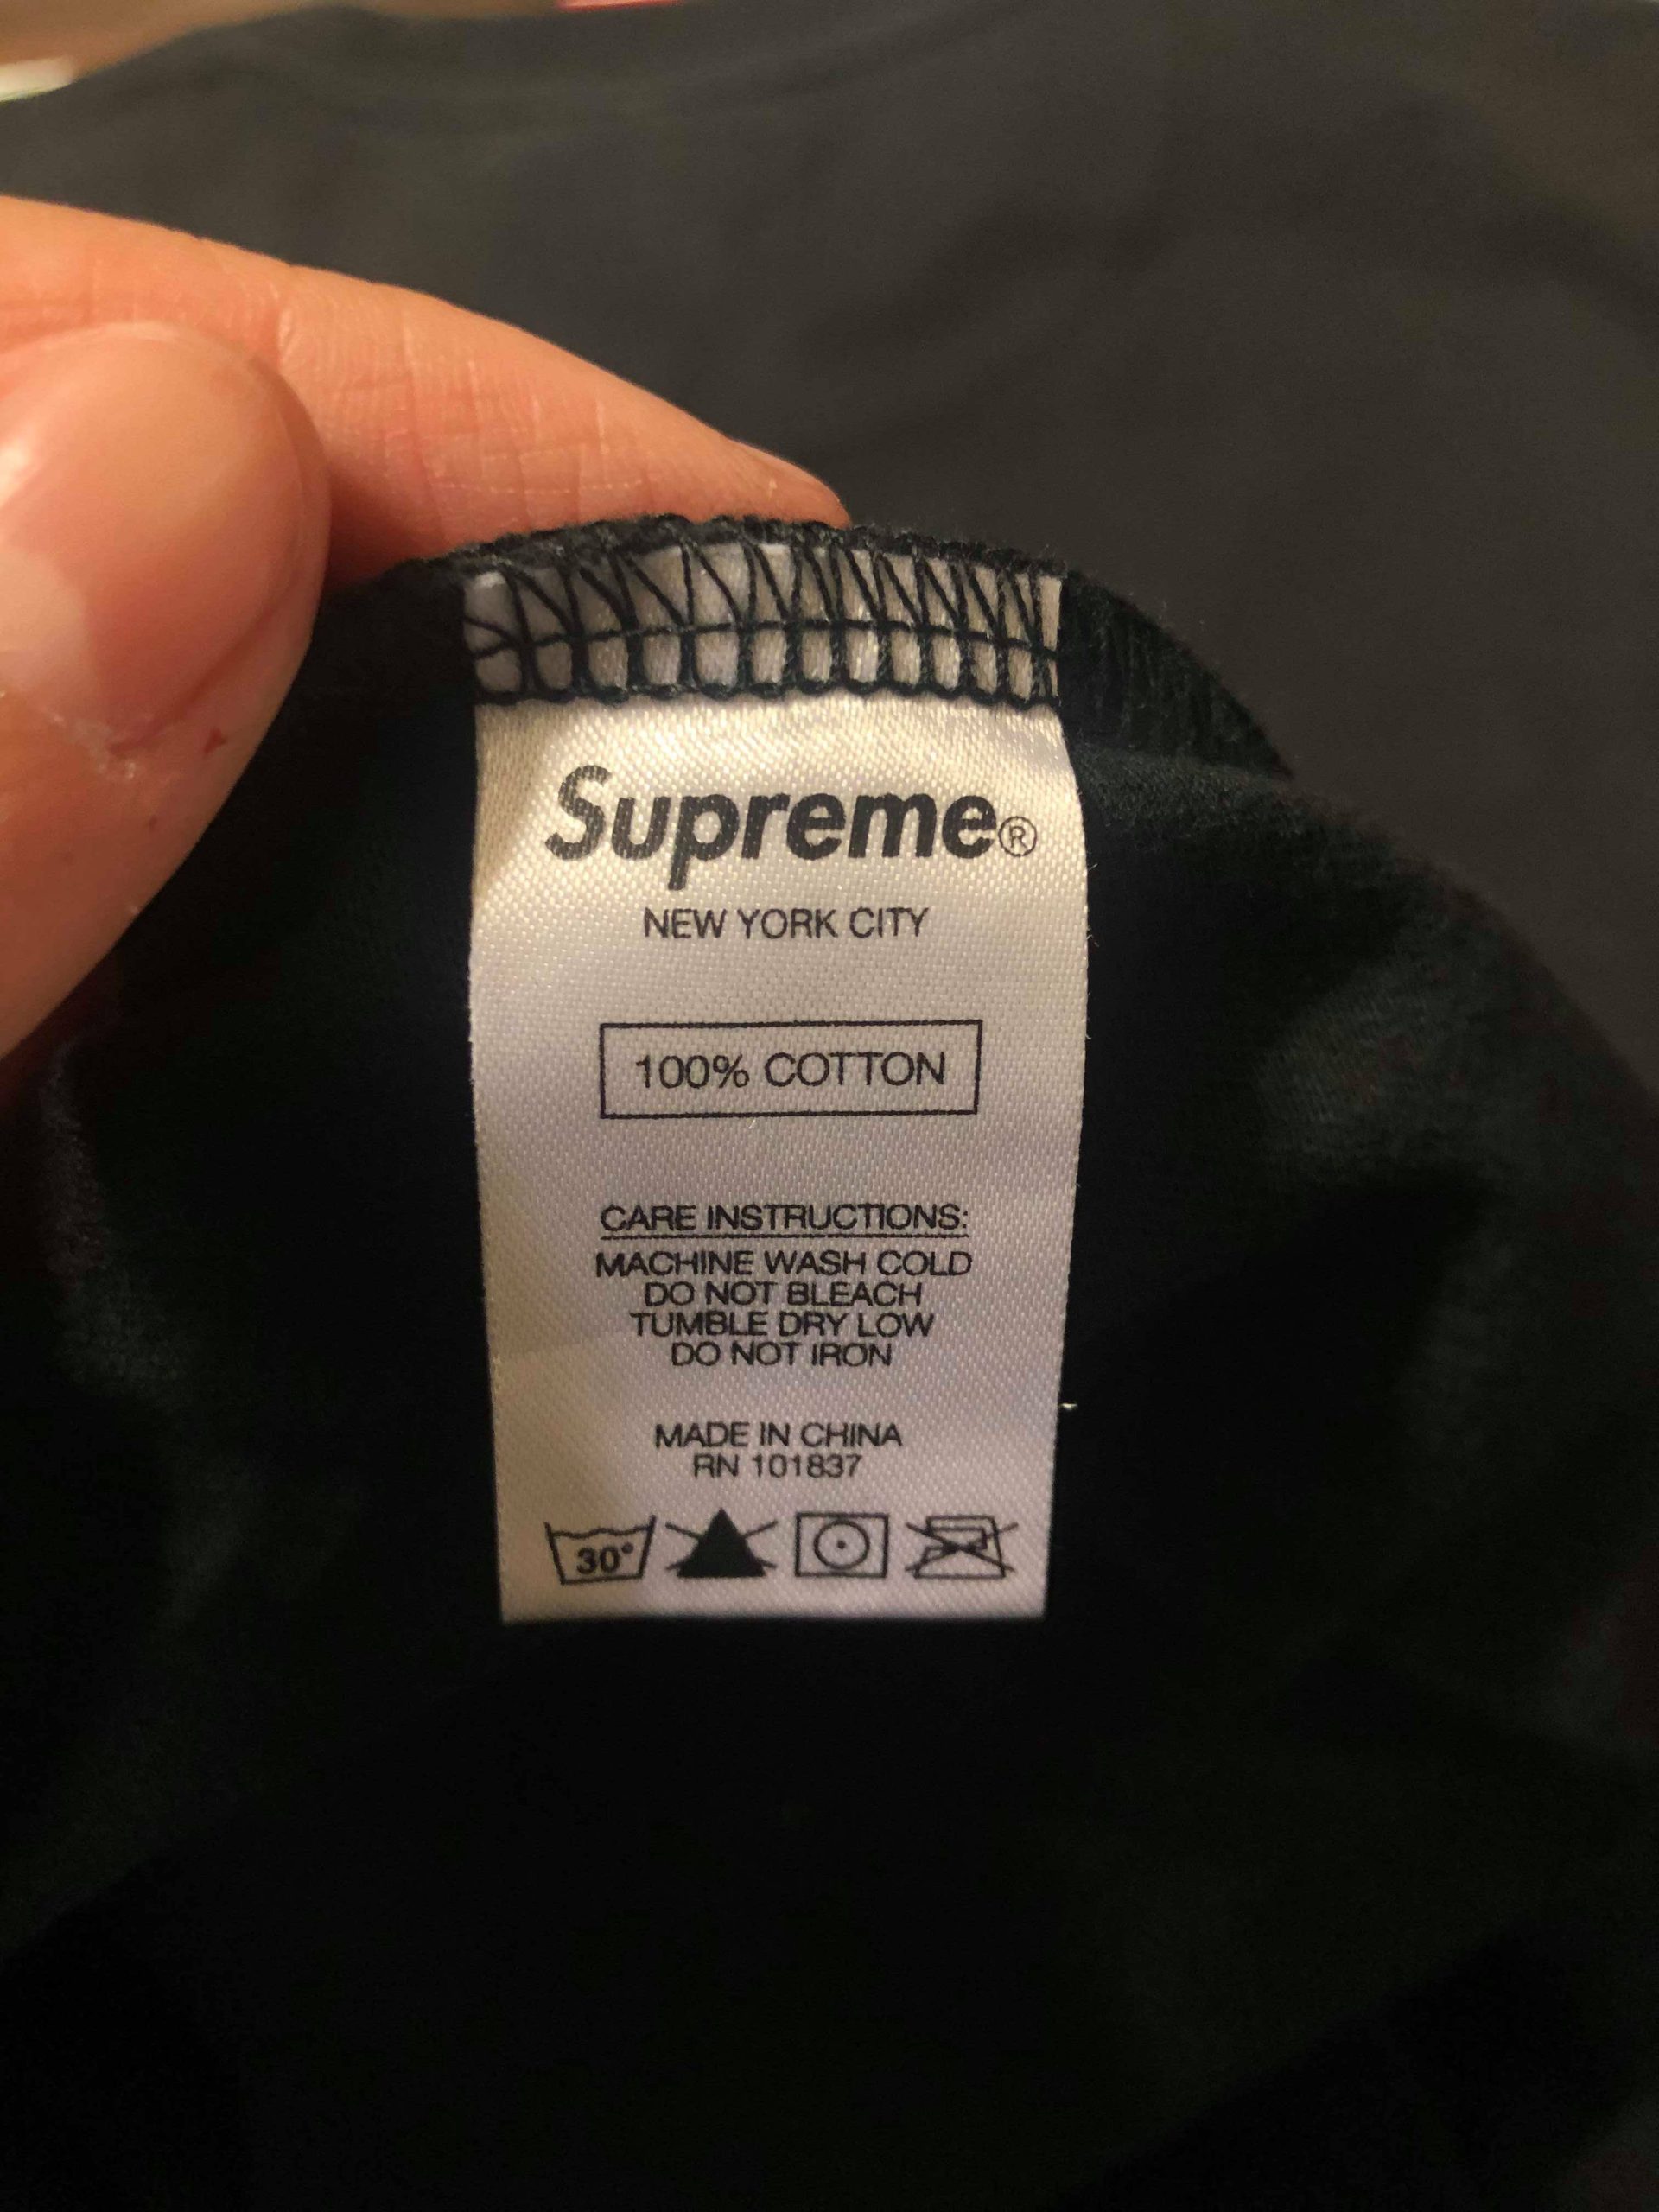 Supreme®
NEW YORK CITY
100% COTTON
CARE INSTRUCTIONS:
MACHINE WASH COLD
DO NOT BLEACH
TUMBLE DRY LOW
DO NOT IRON
MADE IN CHINA
RN 101837
30°